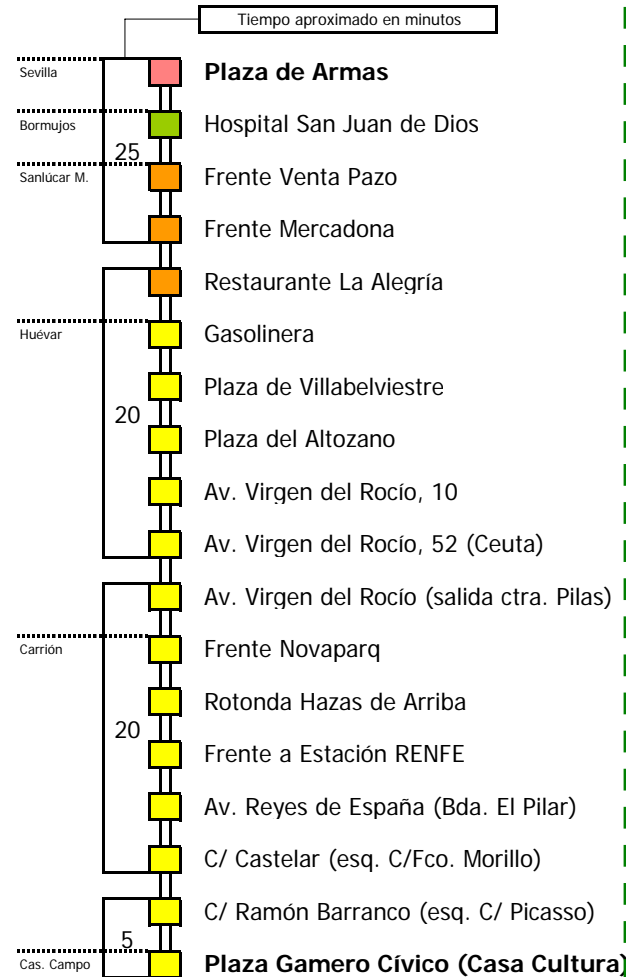 Tiempo aproximado en minutos
Sevilla
Plaza de Armas
Bormujos
Hospital San Juan de Dios
25
Sanlúcar M.
Frente Venta Pazo
Frente Mercadona
Restaurante La Alegría
Huévar
Gasolinera
Plaza de Villabelviestre
20
Plaza del Altozano
Av. Virgen del Rocío, 10
Av. Virgen del Rocío, 52 (Ceuta)
Av. Virgen del Rocío (salida ctra. Pilas)
Carrión
Frente Novaparq
Rotonda Hazas de Arriba
20
Frente a Estación RENFE
Av. Reyes de España (Bda. El Pilar)
C/ Castelar (esq. C/Fco. Morillo)
C/ Ramón Barranco (esq. C/ Picasso)
5
Cas. Campo
Plaza Gamero Cívico (Casa Cultura)